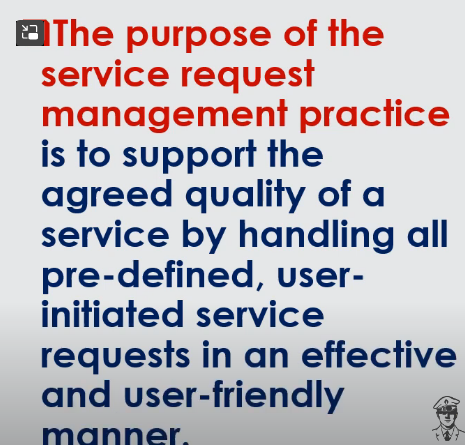 The purpose of the
service request
management practice
is to support the
agreed quality of a
service by handling all
pre-defined, user-
initiated service
requests in an effective
and user-friendly
manner.